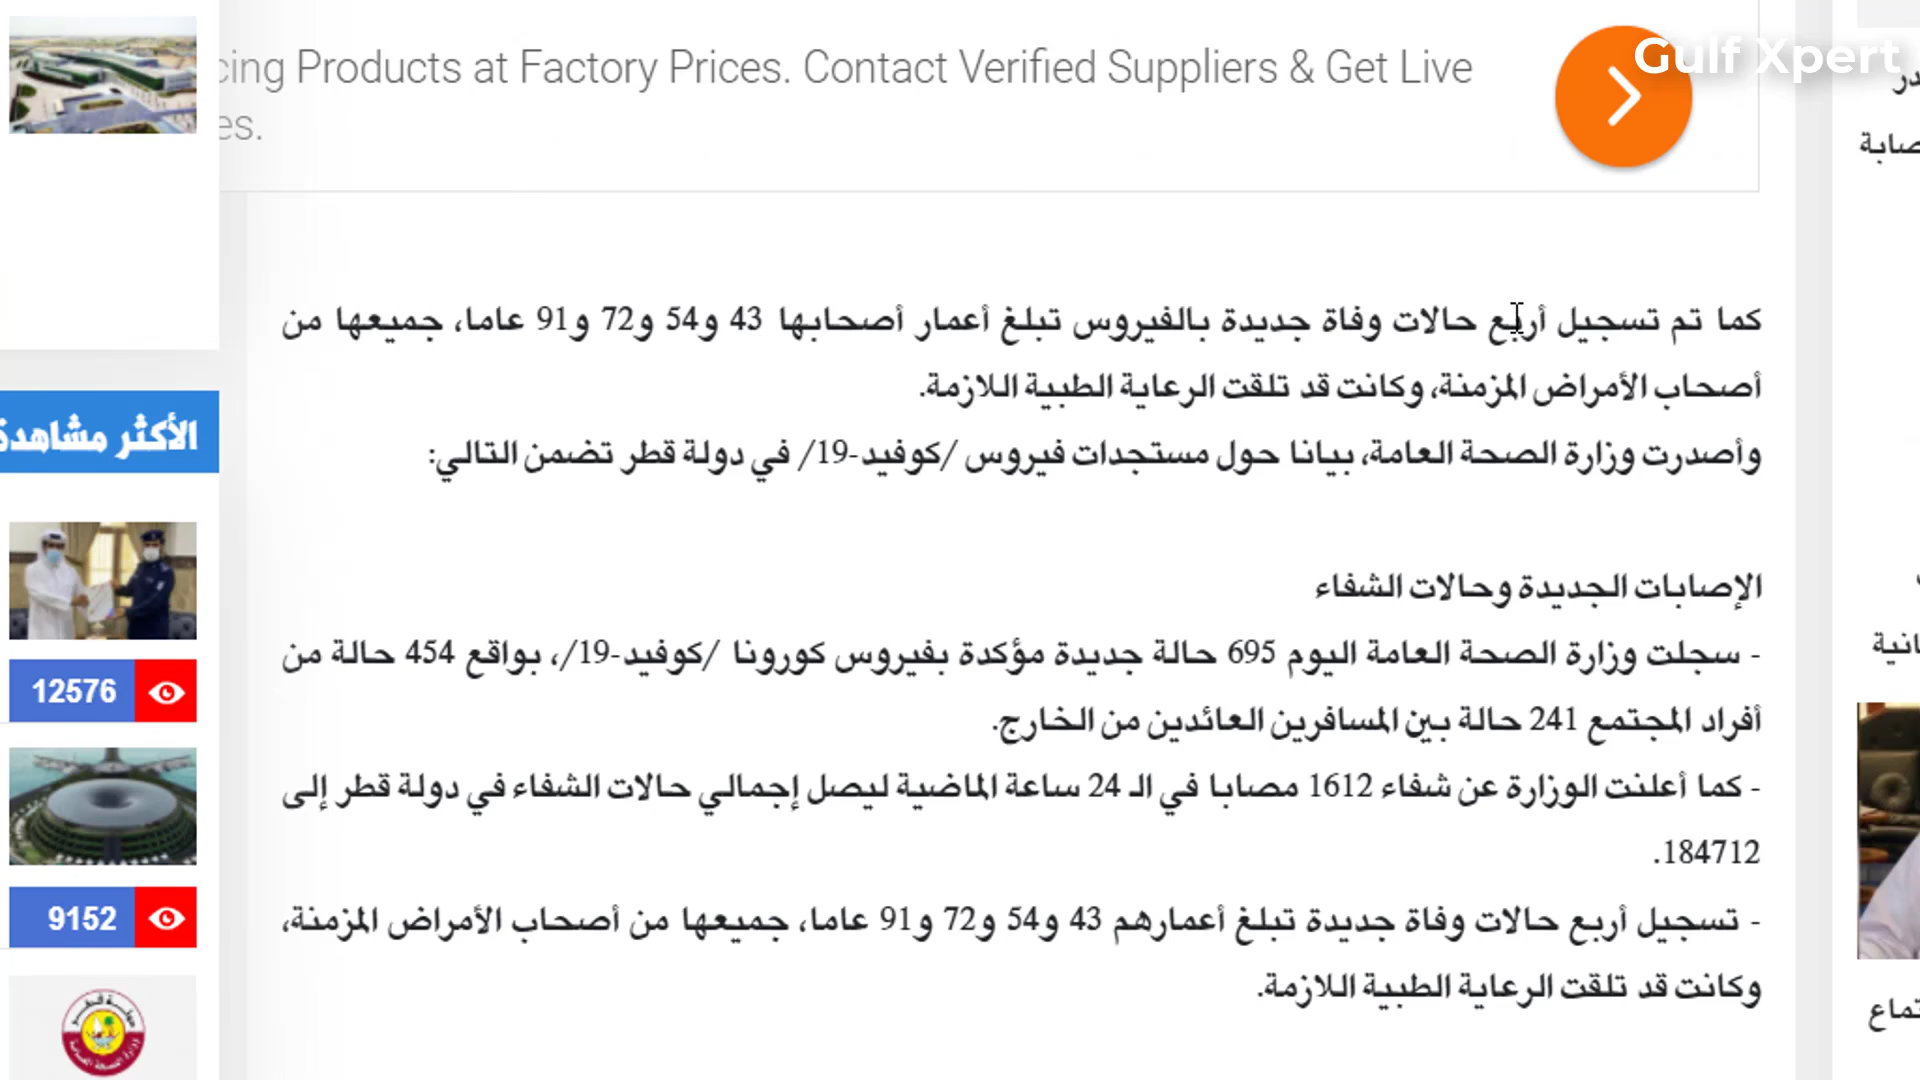 Gulf Xpert
cing Products at Factory Prices. Contact Verified Suppliers & Get Live
es.
كما تم تسجيل أربع حالات وفاة جديدة بالفيروس تبلغ أعمار أصحابها 43 و54 و72 و91 عاما، جميعها من
أصحاب الأمراض المزمنة، وكانت قد تلقت الرعاية الطبية اللازمة.
وأصدرت وزارة الصحة العامة، بيانا حول مستجدات فيروس /كوفيد-19/ في دولة قطر تضمن التالي:
الإصابات الجديدة وحالات الشفاء
- سجلت وزارة الصحة العامة اليوم 695 حالة جديدة مؤكدة بفيروس كورونا /كوفيد-19/، بواقع 454 حالة من
أفراد المجتمع 241 حالة بين المسافرين العائدين من الخارج.
- كما أعلنت الوزارة عن شفاء 1612 مصابا في الـ 24 ساعة الماضية ليصل إجمالي حالات الشفاء في دولة قطر إلى
184712.
- تسجيل أربع حالات وفاة جديدة تبلغ أعمارهم 43 و54 و72 و91 عاما، جميعها من أصحاب الأمراض المزمنة،
وكانت قد تلقت الرعاية الطبية اللازمة.
الأكثر مشاهدة
12576
9152